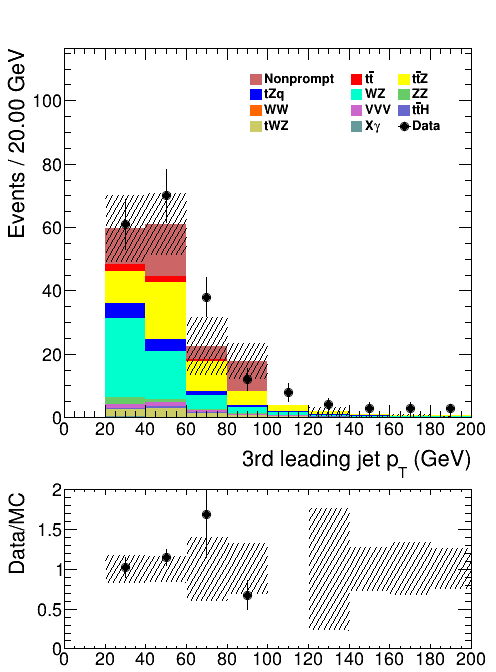 Events / 20.00 GeV
Nonprompt tt̄ tt̄Z
tZq WZ ZZ
WW VVV tt̄H
tWZ Xγ Data
100
80
60
40
20
0
0 20 40 60 80 100 120 140 160 180 200
3rd leading jet p_T (GeV)
Data/MC
2
1.5
1
0.5
0
0 20 40 60 80 100 120 140 160 180 200